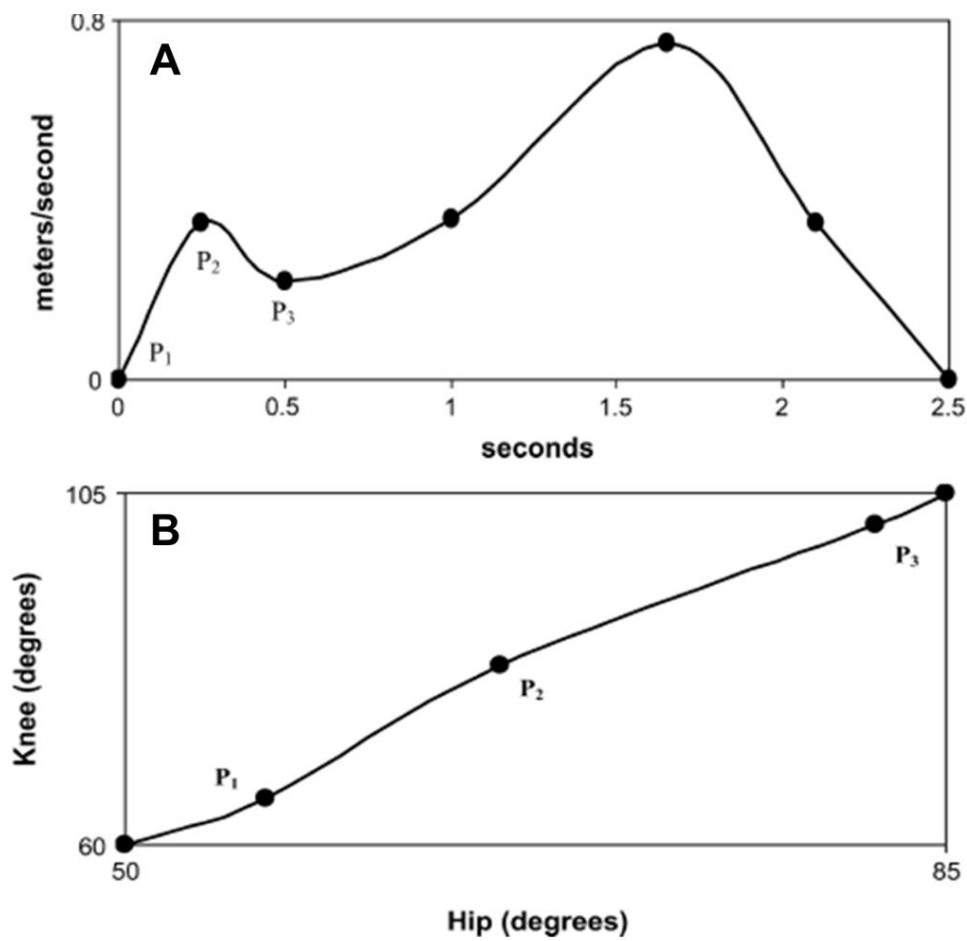 0.8
A
meters/second
P₂
P₃
P₁
0
0 0.5 1 1.5 2 2.5
seconds
105
B
P₃
Knee (degrees)
P₂
P₁
60
50 85
Hip (degrees)